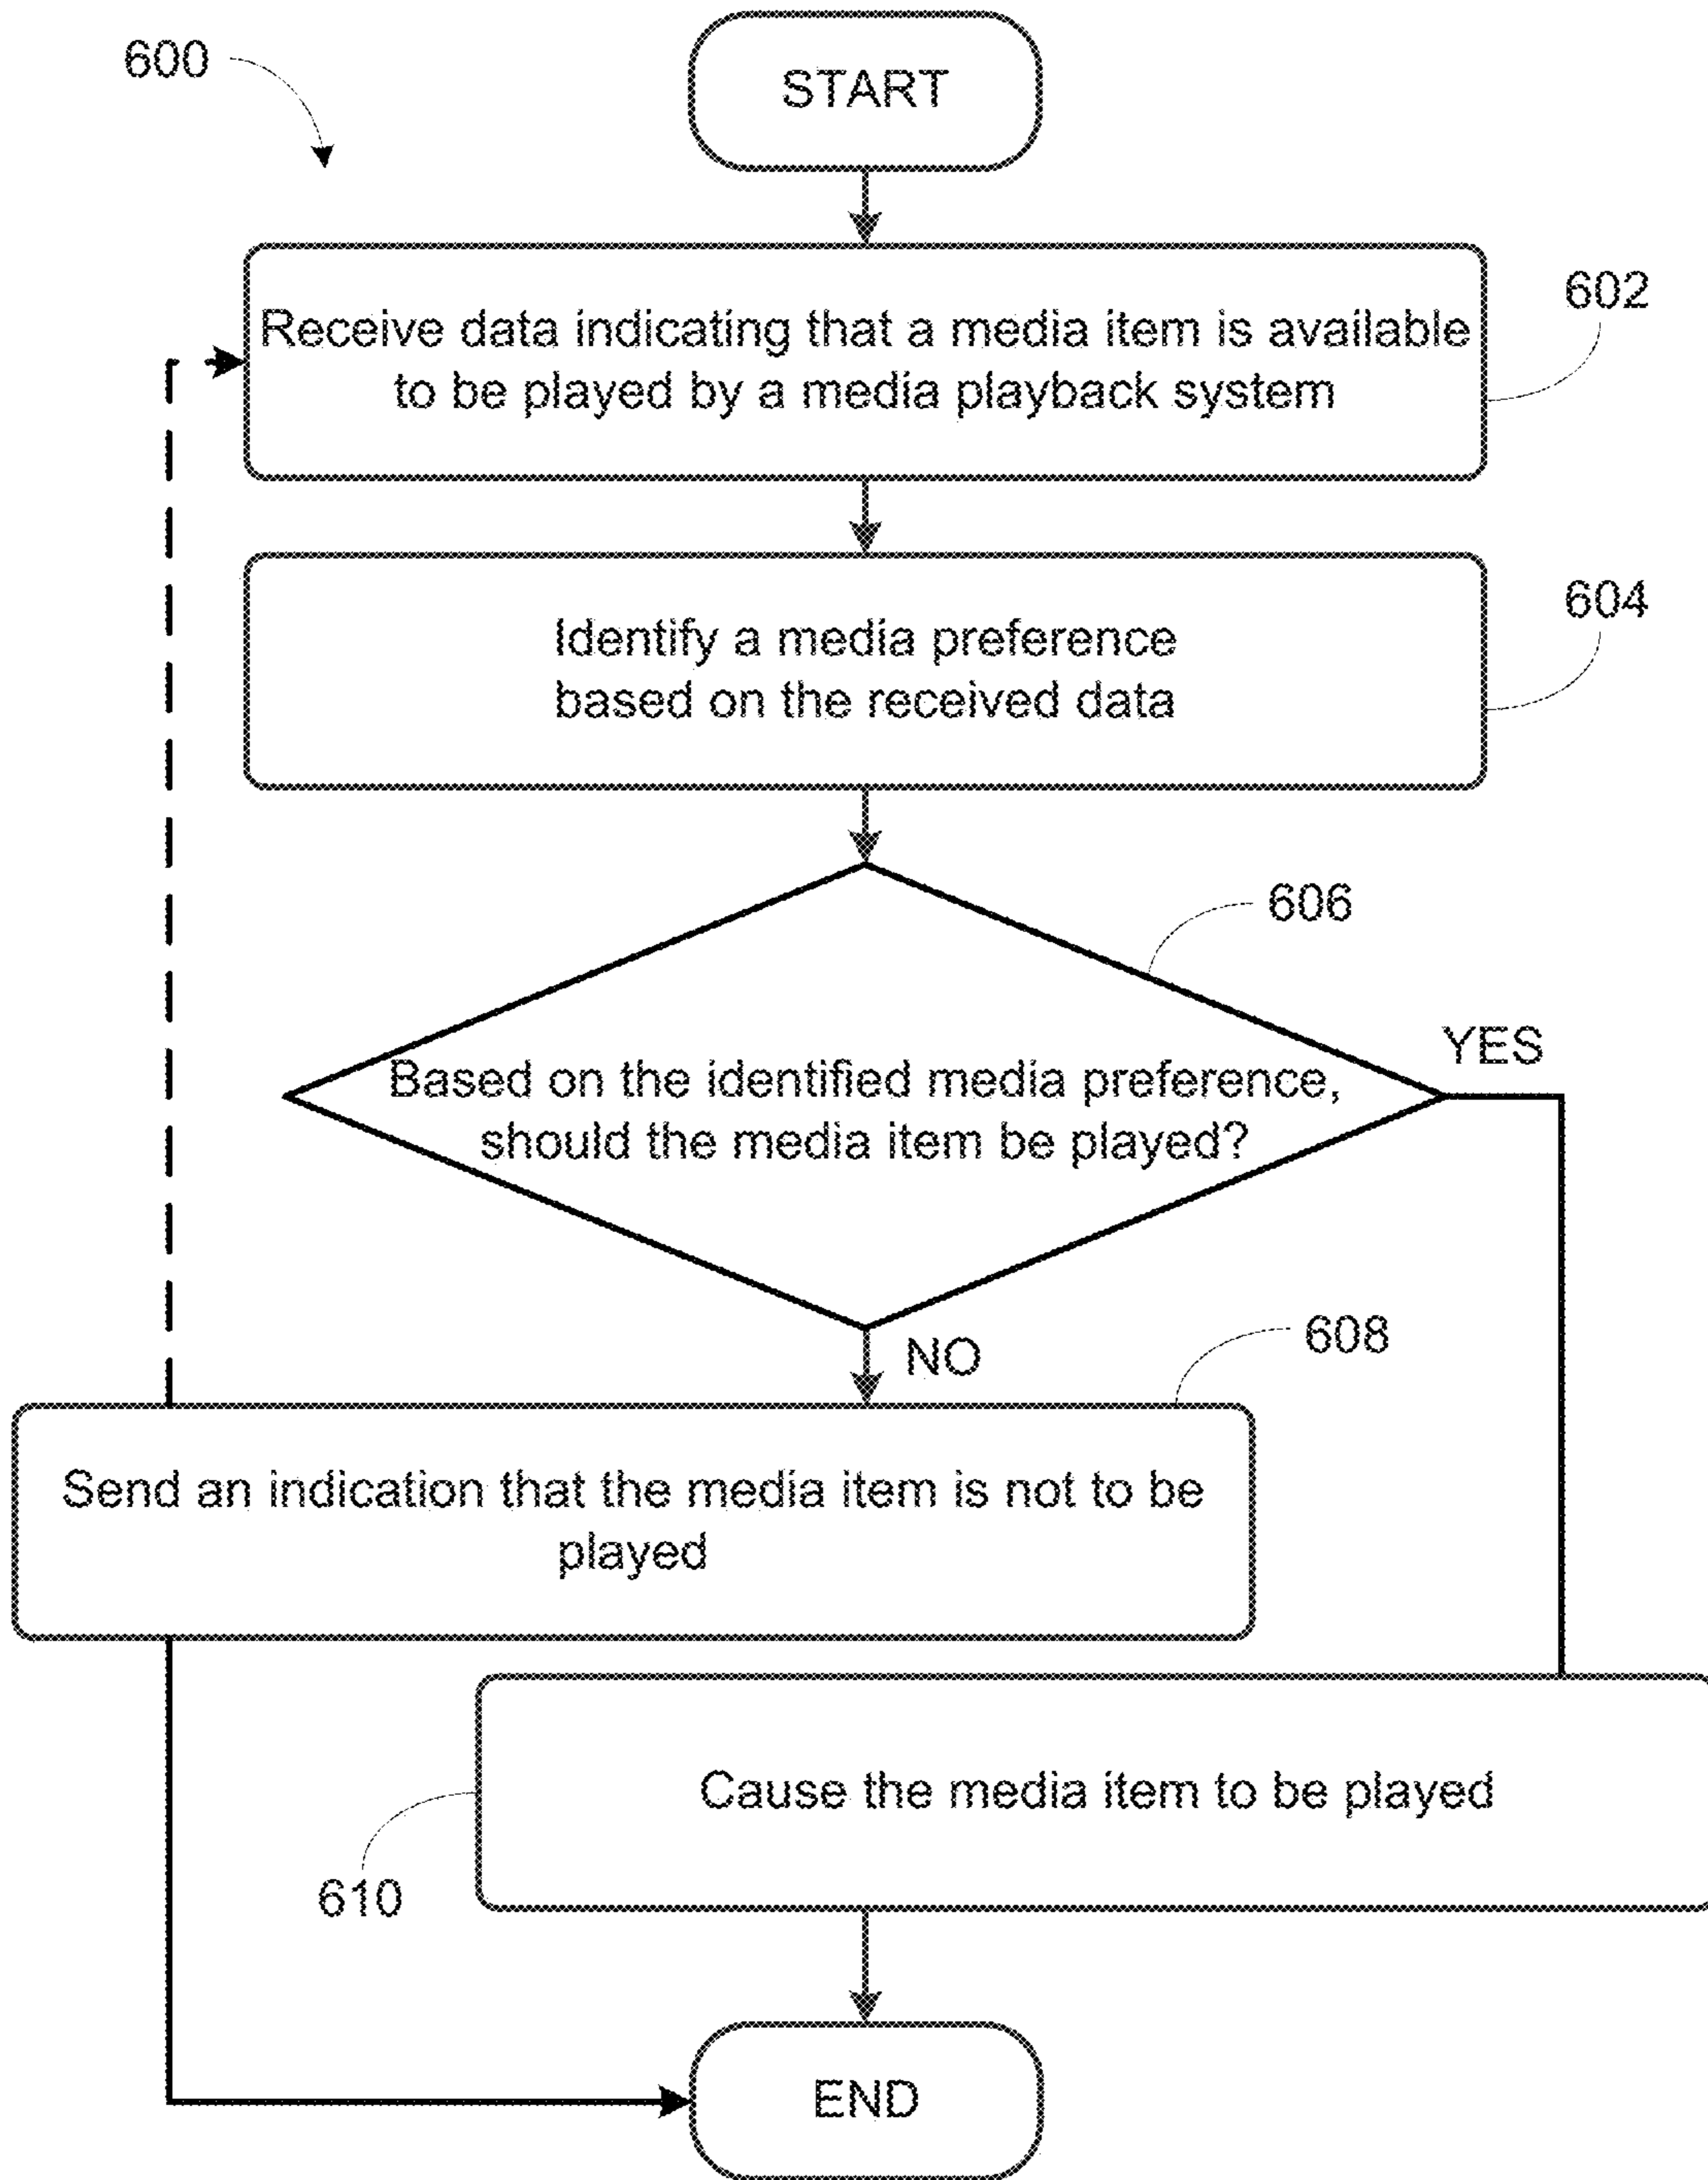 600
START
602
Receive data indicating that a media item is available
to be played by a media playback system
604
Identify a media preference
based on the received data
606
YES
Based on the identified media preference,
should the media item be played?
NO
608
Send an indication that the media item is not to be
played
Cause the media item to be played
610
END